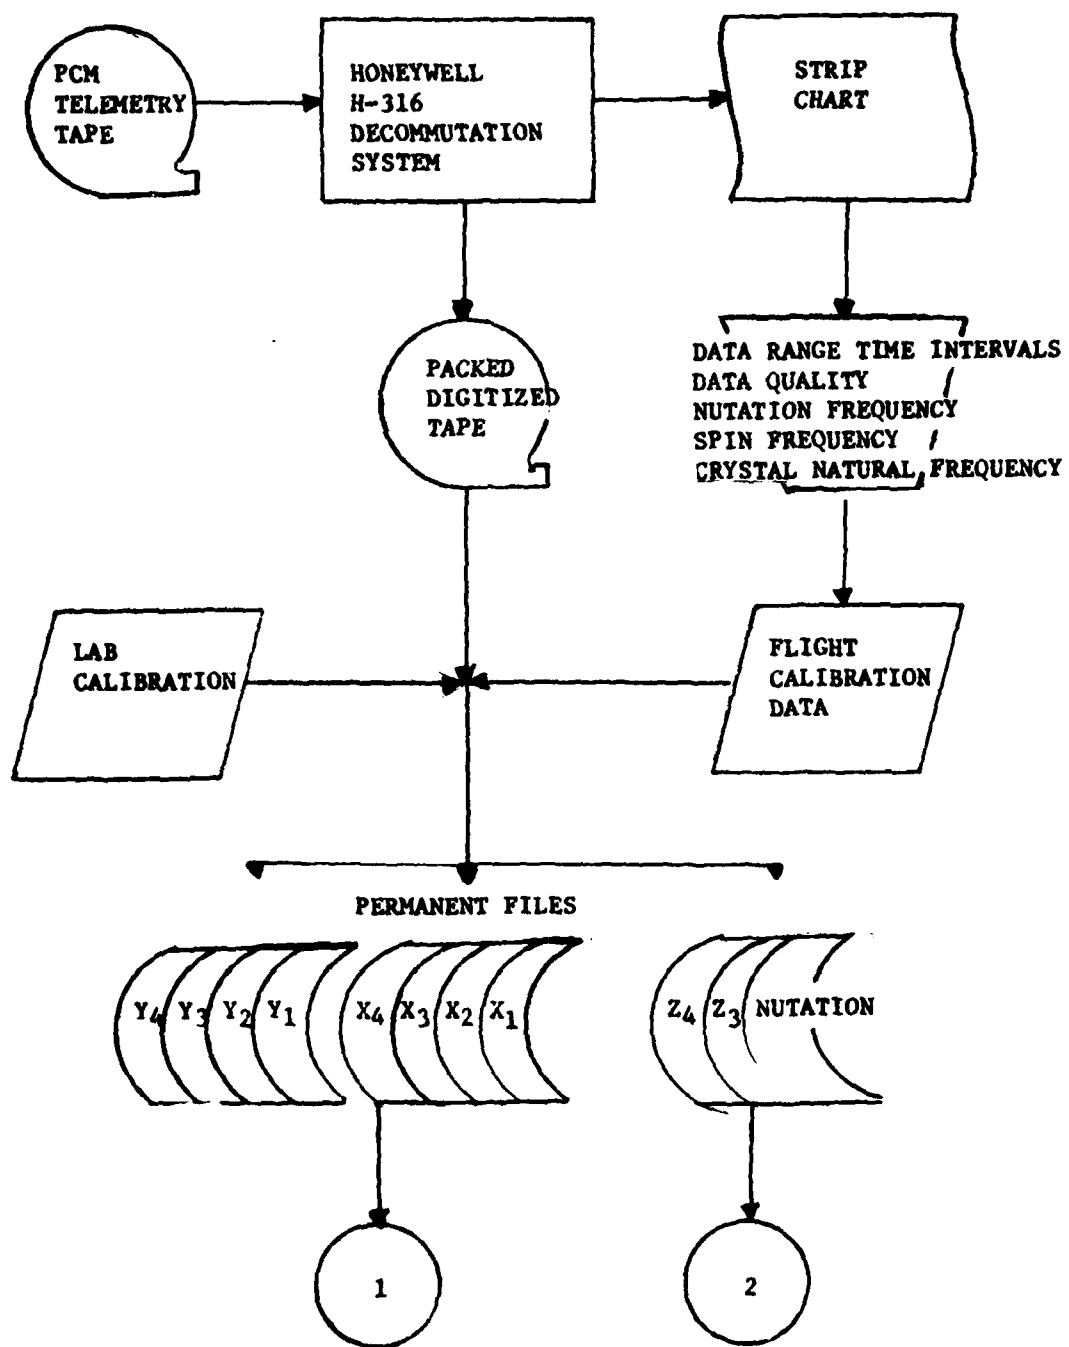 PCM
TELEMETRY
TAPE
HONEYWELL
H-316
DECOMMUTATION
SYSTEM
STRIP
CHART
PACKED
DIGITIZED
TAPE
DATA RANGE TIME INTERVALS
DATA QUALITY
NUTATION FREQUENCY
SPIN FREQUENCY
CRYSTAL NATURAL FREQUENCY
LAB
CALIBRATION
FLIGHT
CALIBRATION
DATA
PERMANENT FILES
Y4 Y3 Y2 Y1 X4 X3 X2 X1 Z4 Z3 NUTATION
1 2